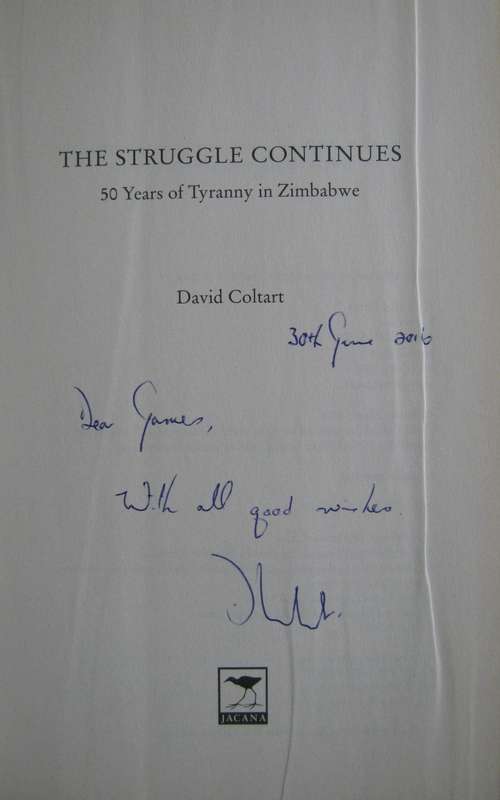 THE STRUGGLE CONTINUES
50 Years of Tyranny in Zimbabwe
David Coltart
30th June 2016
Dear James,
With all good wishes.
JACANA